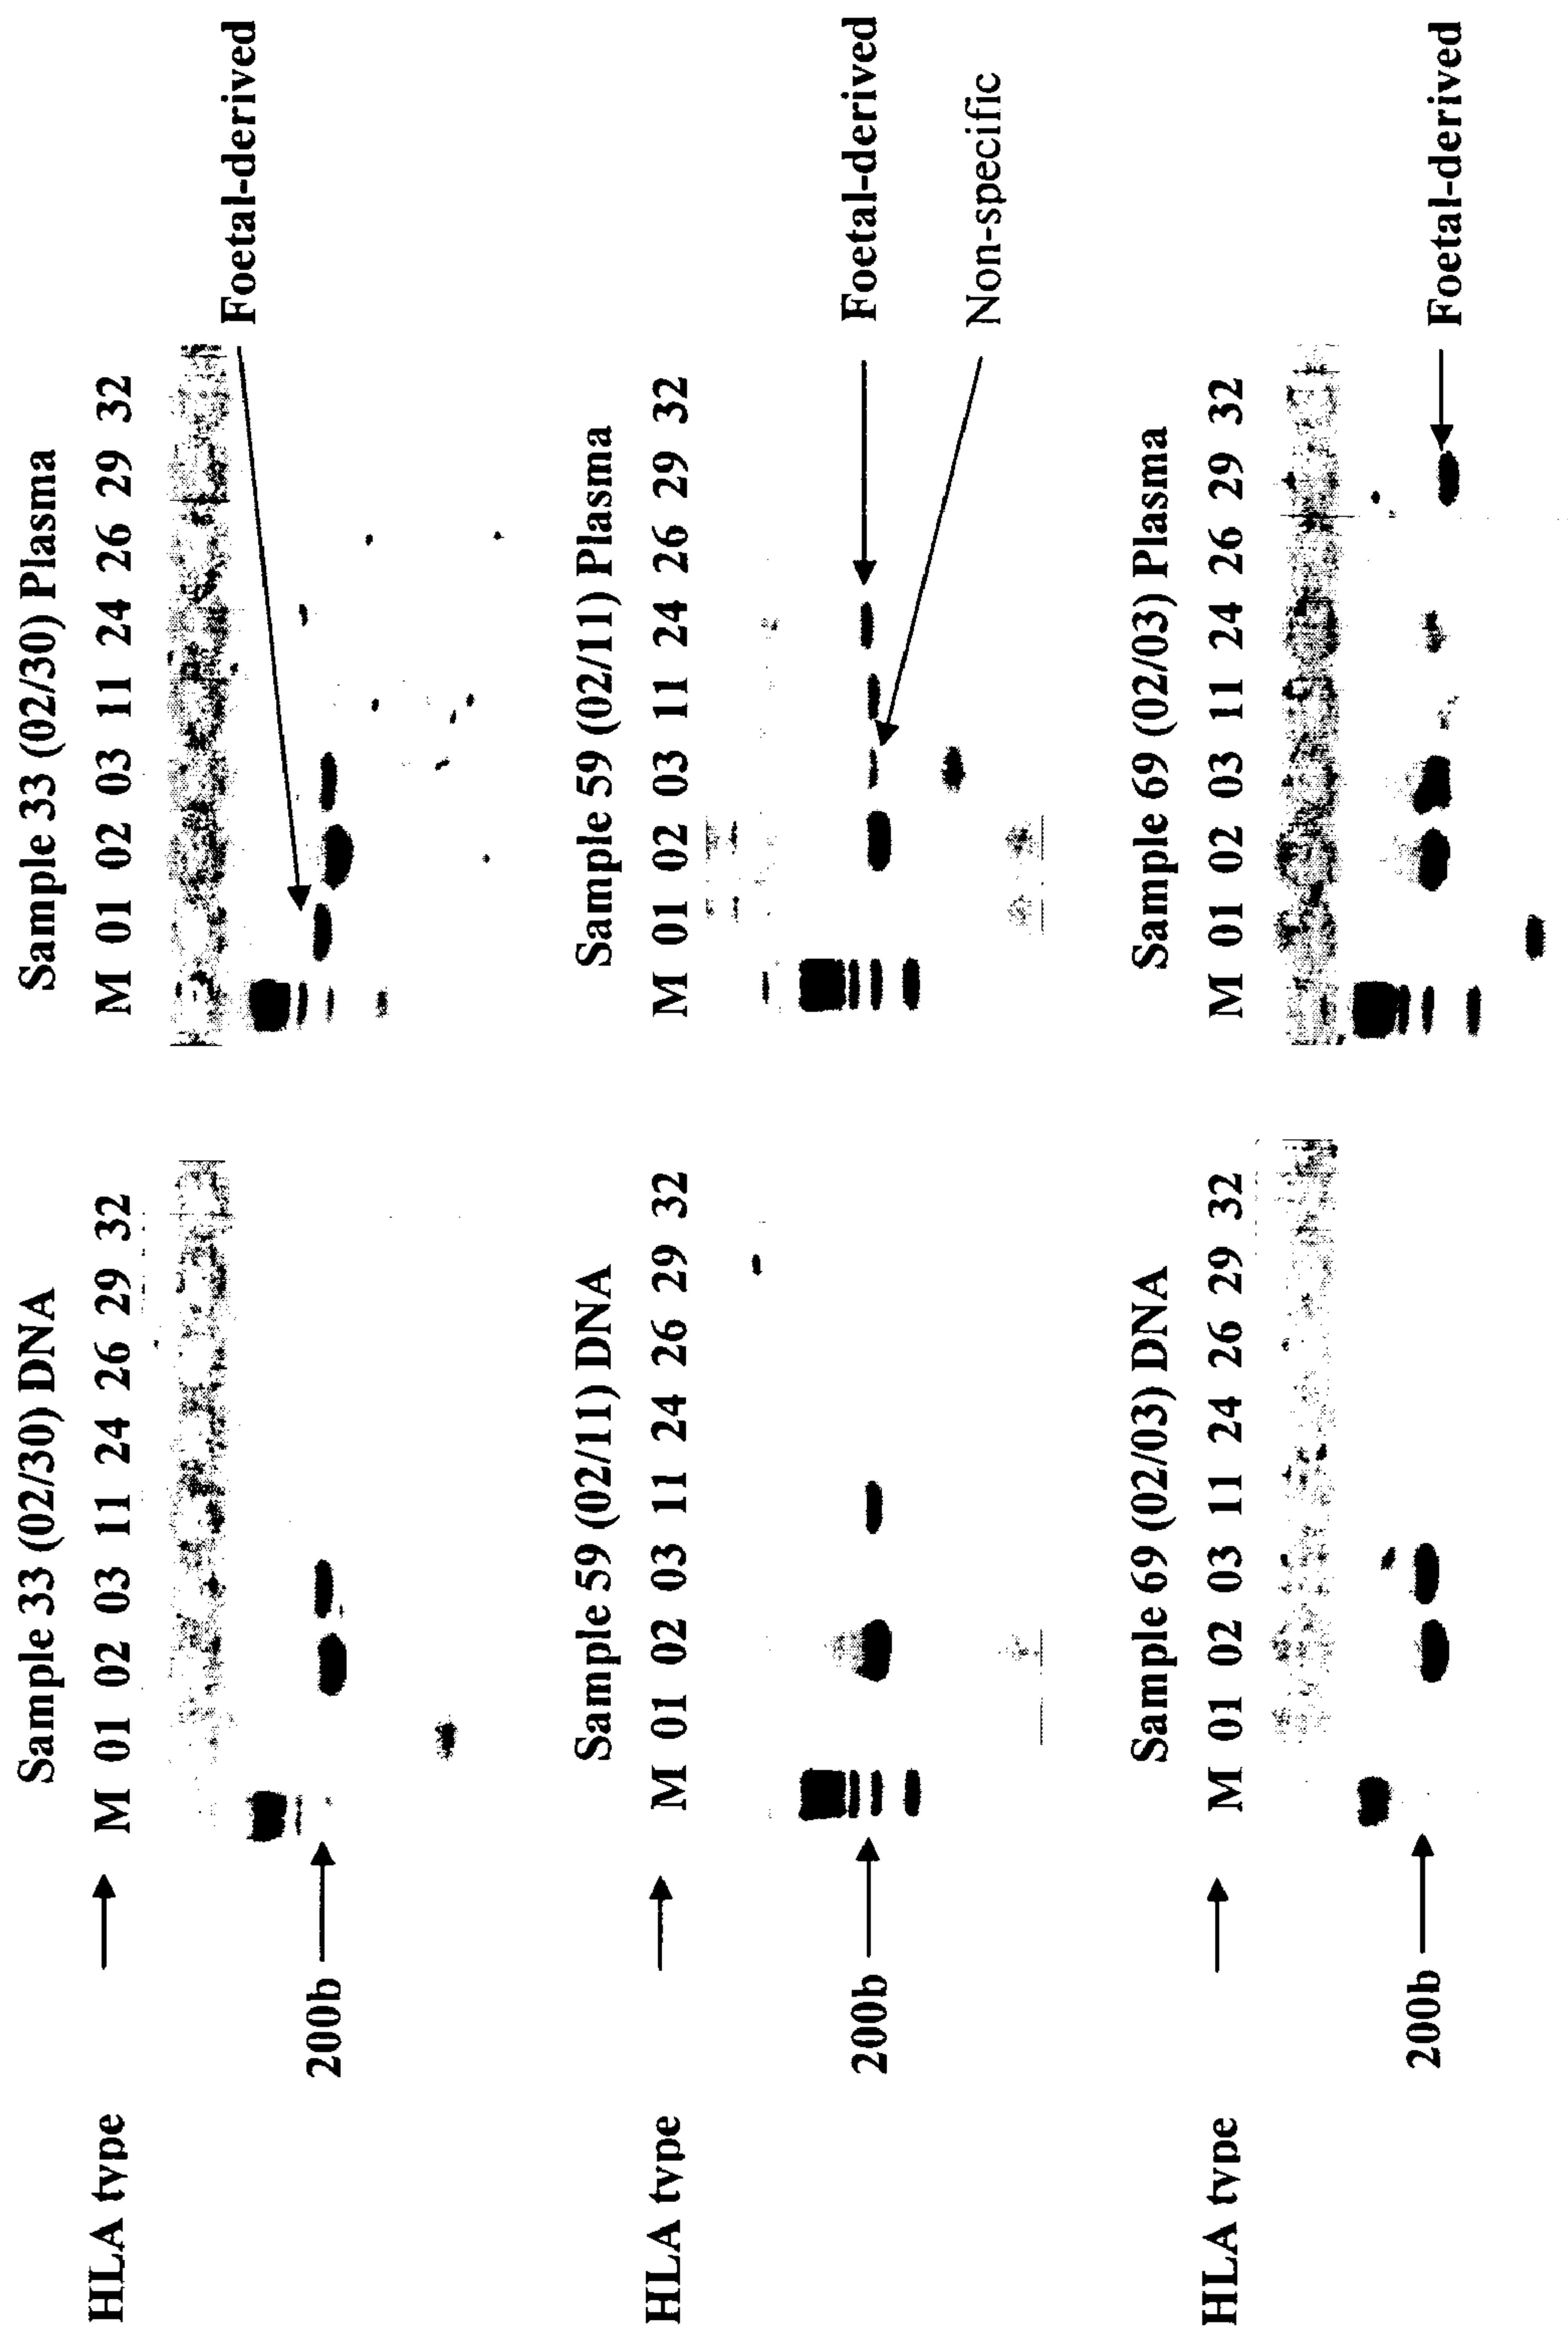 Sample 33 (02/30) DNA
Sample 33 (02/30) Plasma
HLA type
M 01 02 03 11 24 26 29 32
M 01 02 03 11 24 26 29 32
Foetal-derived
200b
Sample 59 (02/11) DNA
Sample 59 (02/11) Plasma
HLA type
M 01 02 03 11 24 26 29 32
M 01 02 03 11 24 26 29 32
200b
Foetal-derived
Non-specific
Sample 69 (02/03) DNA
Sample 69 (02/03) Plasma
HLA type
M 01 02 03 11 24 26 29 32
M 01 02 03 11 24 26 29 32
200b
Foetal-derived